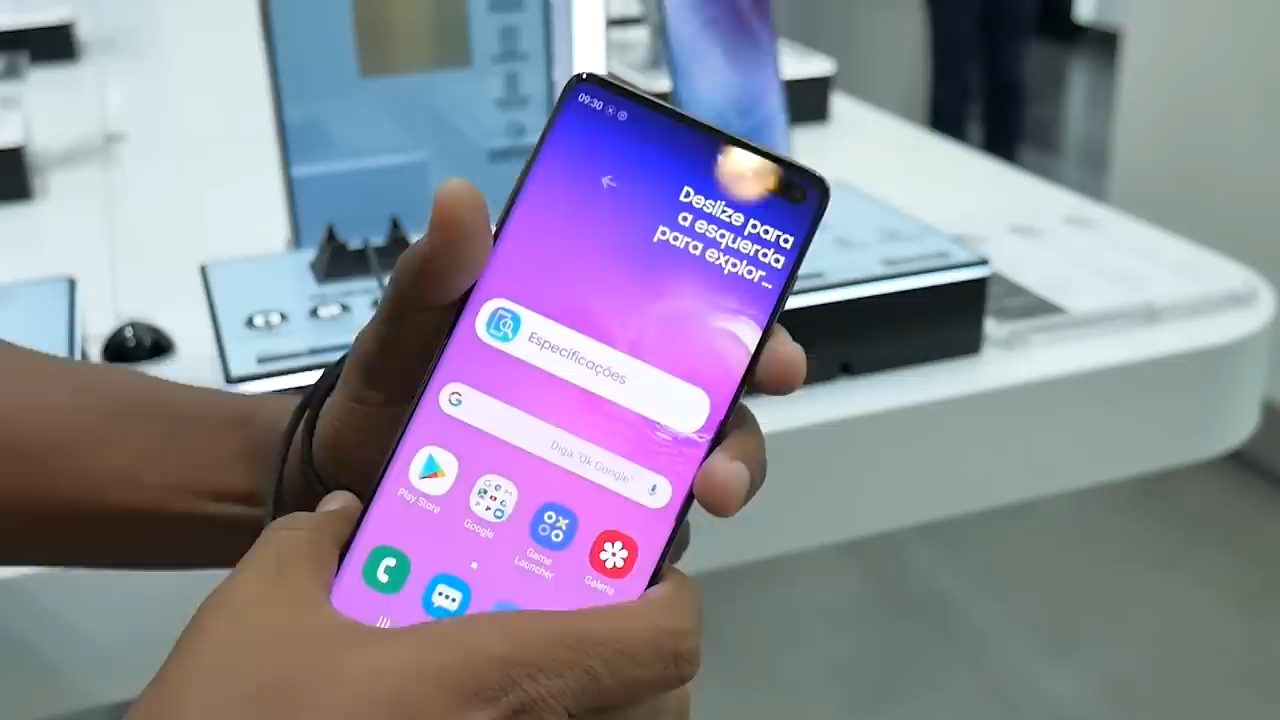 09:30
Deslize para
a esquerda
para explor...
Especificações
Diga "Ok Google"
Play Store
Google
Game
Launcher
Galeria